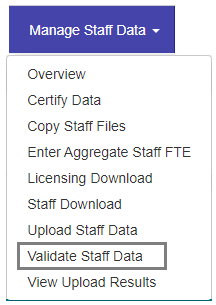 Manage Staff Data
Overview
Certify Data
Copy Staff Files
Enter Aggregate Staff FTE
Licensing Download
Staff Download
Upload Staff Data
Validate Staff Data
View Upload Results